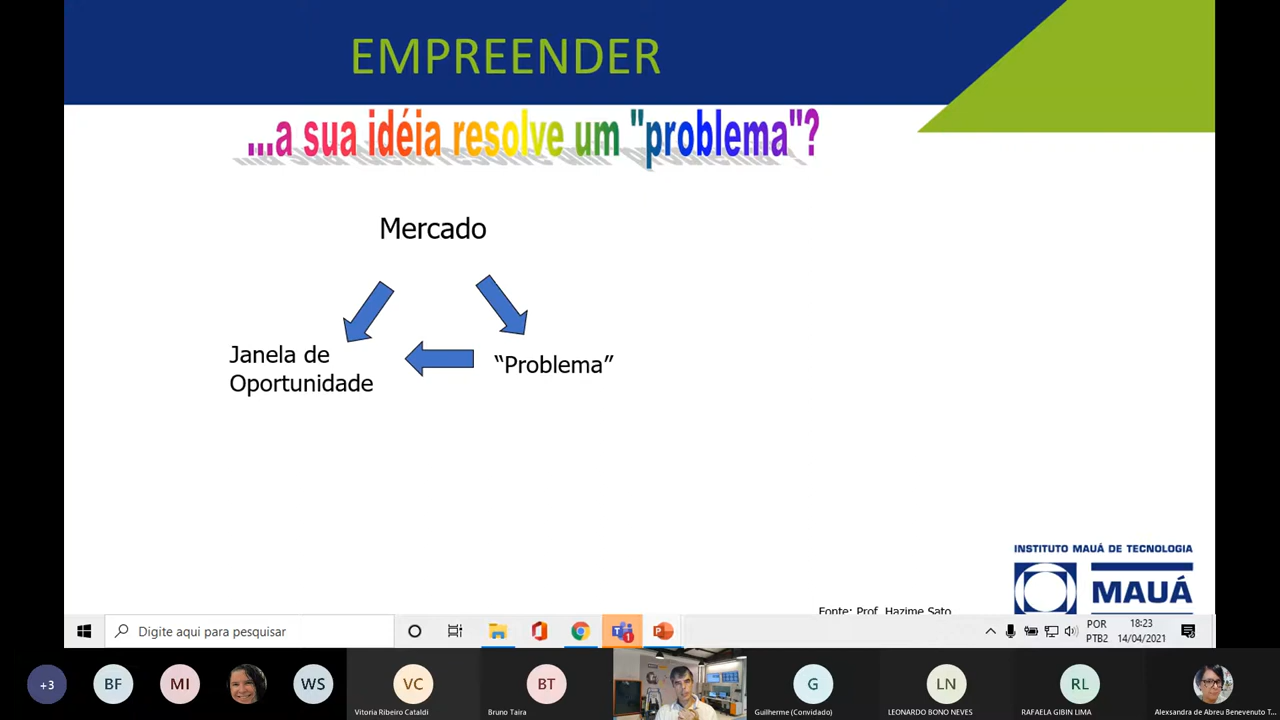 EMPREENDER
...a sua idéia resolve um "problema"?
Mercado
Janela de
Oportunidade
“Problema”
INSTITUTO MAUÁ DE TECNOLOGIA
MAUÁ
Fonte: Prof. Hazime Sato
Digite aqui para pesquisar
1
POR
PTB2
18:23
14/04/2021
+3
BF
MI
WS
VC
Vitoria Ribeiro Cataldi
BT
Bruno Taira
G
Guilherme (Convidado)
LN
LEONARDO BONO NEVES
RL
RAFAELA GIBIN LIMA
Alexsandra de Abreu Benevenuto T...